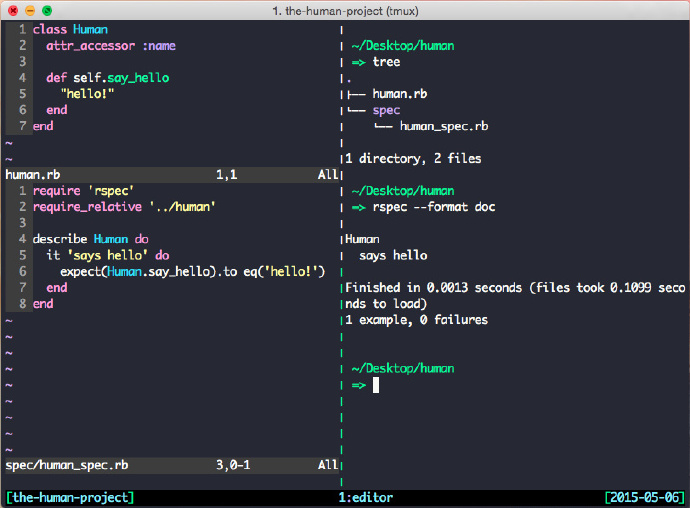 1. the-human-project (tmux)
1 class Human
2   attr_accessor :name
3
4   def self.say_hello
5     "hello!"
6   end
7 end
~
~
human.rb 1,1 All
1 require 'rspec'
2 require_relative '../human'
3
4 describe Human do
5   it 'says hello' do
6     expect(Human.say_hello).to eq('hello!')
7   end
8 end
~
~
~
~
~
~
~
~
~
spec/human_spec.rb 3,0-1 All
~/Desktop/human
=> tree
.
├── human.rb
└── spec
    └── human_spec.rb
1 directory, 2 files
~/Desktop/human
=> rspec --format doc
Human
  says hello
Finished in 0.0013 seconds (files took 0.1099 seco
nds to load)
1 example, 0 failures
~/Desktop/human
=>
[the-human-project] 1:editor [2015-05-06]